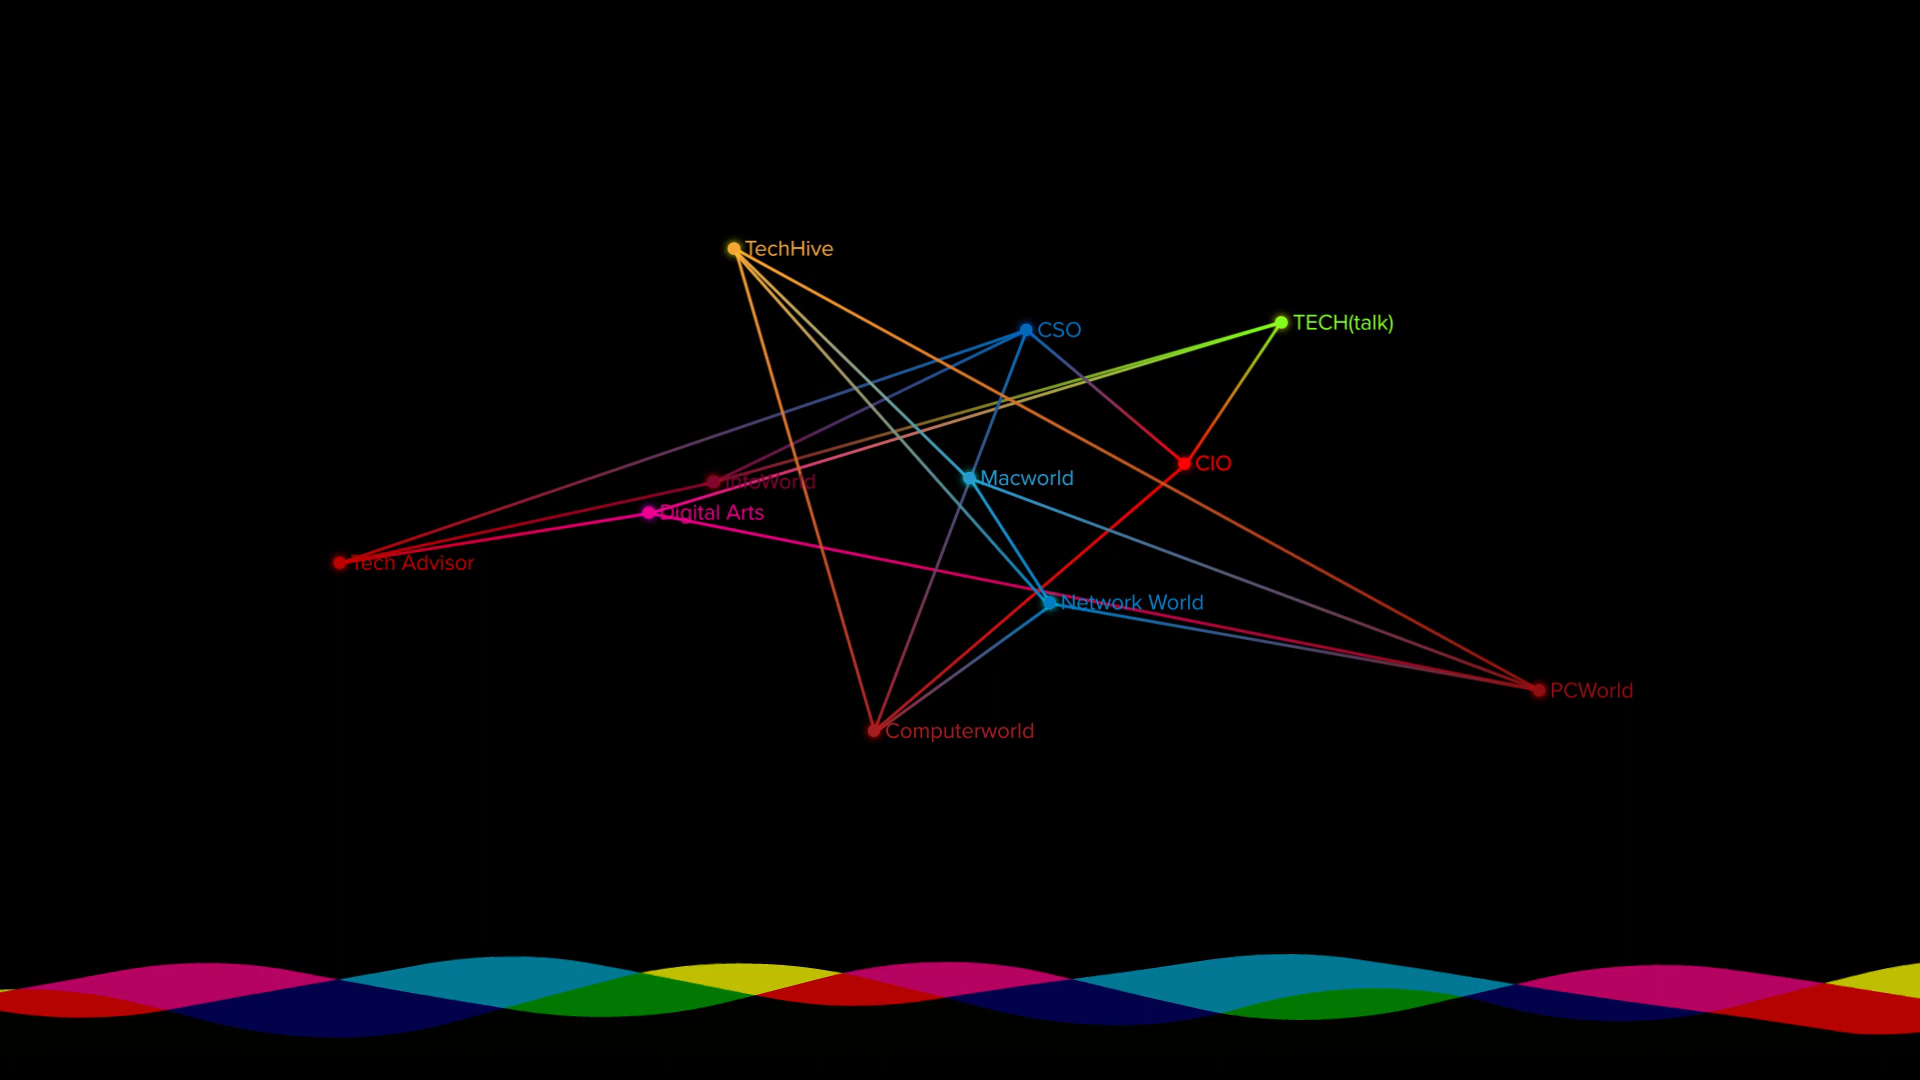 TechHive
TECH(talk)
CSO
CIO
Macworld
InfoWorld
Digital Arts
Tech Advisor
Network World
PCWorld
Computerworld